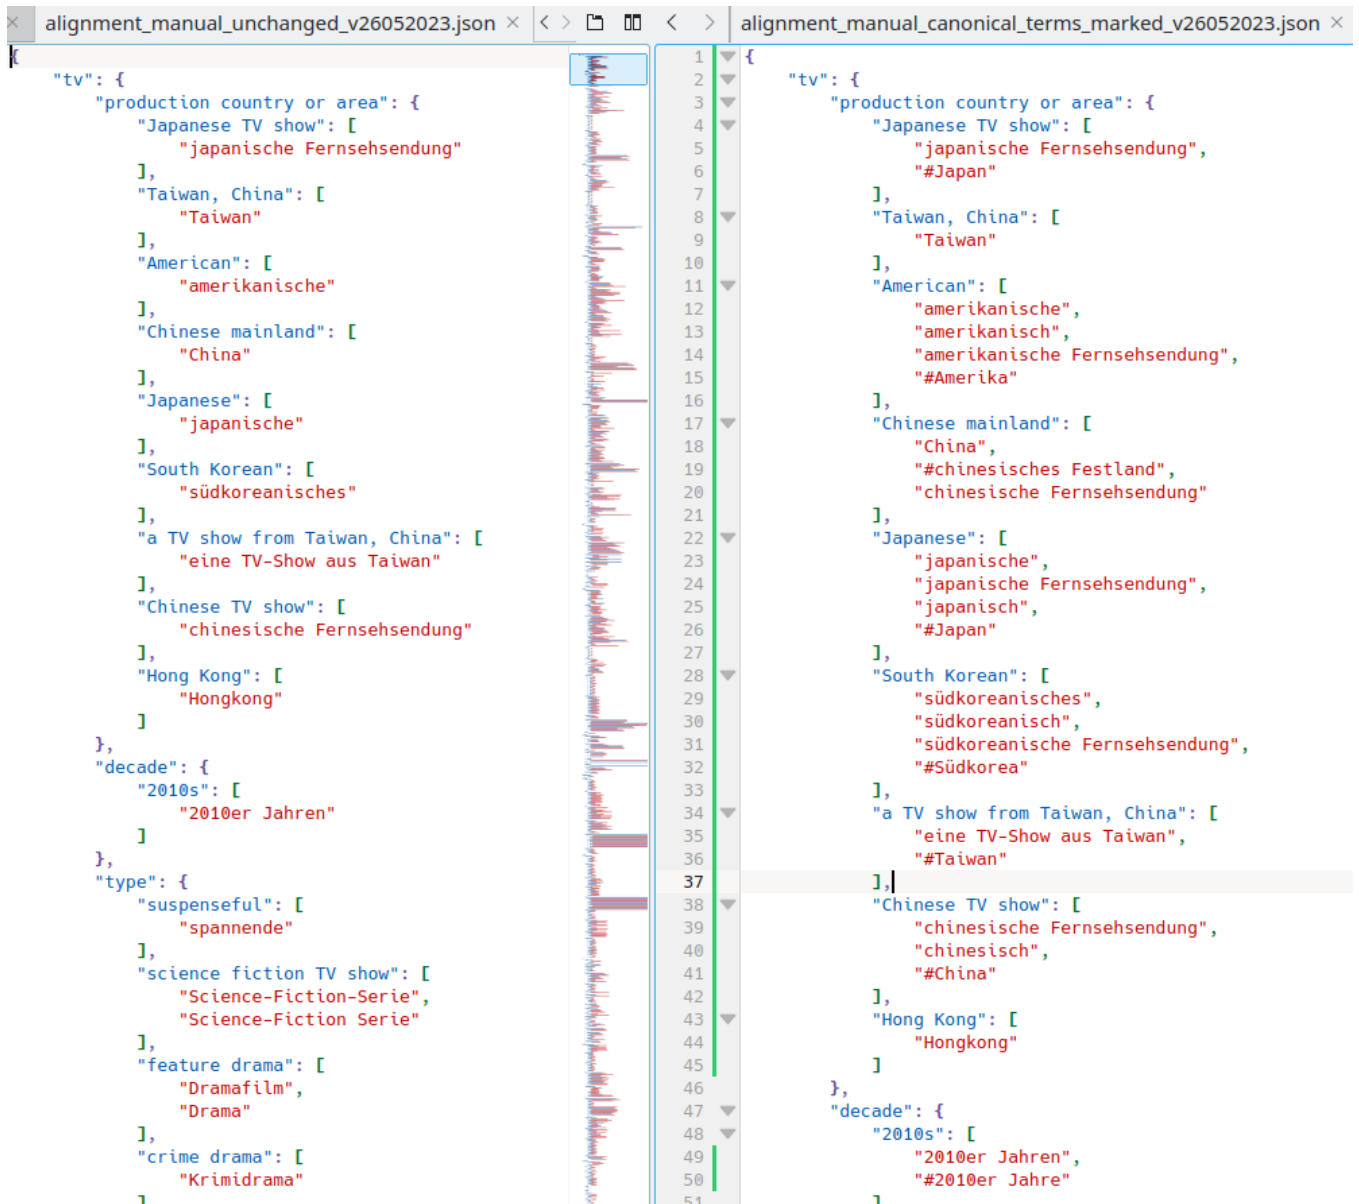 alignment_manual_unchanged_v26052023.json
{
    "tv": {
        "production country or area": {
            "Japanese TV show": [
                "japanische Fernsehsendung"
            ],
            "Taiwan, China": [
                "Taiwan"
            ],
            "American": [
                "amerikanische"
            ],
            "Chinese mainland": [
                "China"
            ],
            "Japanese": [
                "japanische"
            ],
            "South Korean": [
                "südkoreanisches"
            ],
            "a TV show from Taiwan, China": [
                "eine TV-Show aus Taiwan"
            ],
            "Chinese TV show": [
                "chinesische Fernsehsendung"
            ],
            "Hong Kong": [
                "Hongkong"
            ]
        },
        "decade": {
            "2010s": [
                "2010er Jahren"
            ]
        },
        "type": {
            "suspenseful": [
                "spannende"
            ],
            "science fiction TV show": [
                "Science-Fiction-Serie",
                "Science-Fiction Serie"
            ],
            "feature drama": [
                "Dramafilm",
                "Drama"
            ],
            "crime drama": [
                "Krimidrama"
            ]
alignment_manual_canonical_terms_marked_v26052023.json
1 {
2     "tv": {
3         "production country or area": {
4             "Japanese TV show": [
5                 "japanische Fernsehsendung",
6                 "#Japan"
7             ],
8             "Taiwan, China": [
9                 "Taiwan"
10             ],
11             "American": [
12                 "amerikanische",
13                 "amerikanisch",
14                 "amerikanische Fernsehsendung",
15                 "#Amerika"
16             ],
17             "Chinese mainland": [
18                 "China",
19                 "#chinesisches Festland",
20                 "chinesische Fernsehsendung"
21             ],
22             "Japanese": [
23                 "japanische",
24                 "japanische Fernsehsendung",
25                 "japanisch",
26                 "#Japan"
27             ],
28             "South Korean": [
29                 "südkoreanisches",
30                 "südkoreanisch",
31                 "südkoreanische Fernsehsendung",
32                 "#Südkorea"
33             ],
34             "a TV show from Taiwan, China": [
35                 "eine TV-Show aus Taiwan",
36                 "#Taiwan"
37             ],
38             "Chinese TV show": [
39                 "chinesische Fernsehsendung",
40                 "chinesisch",
41                 "#China"
42             ],
43             "Hong Kong": [
44                 "Hongkong"
45             ]
46         },
47         "decade": {
48             "2010s": [
49                 "2010er Jahren",
50                 "#2010er Jahre"
51             ]